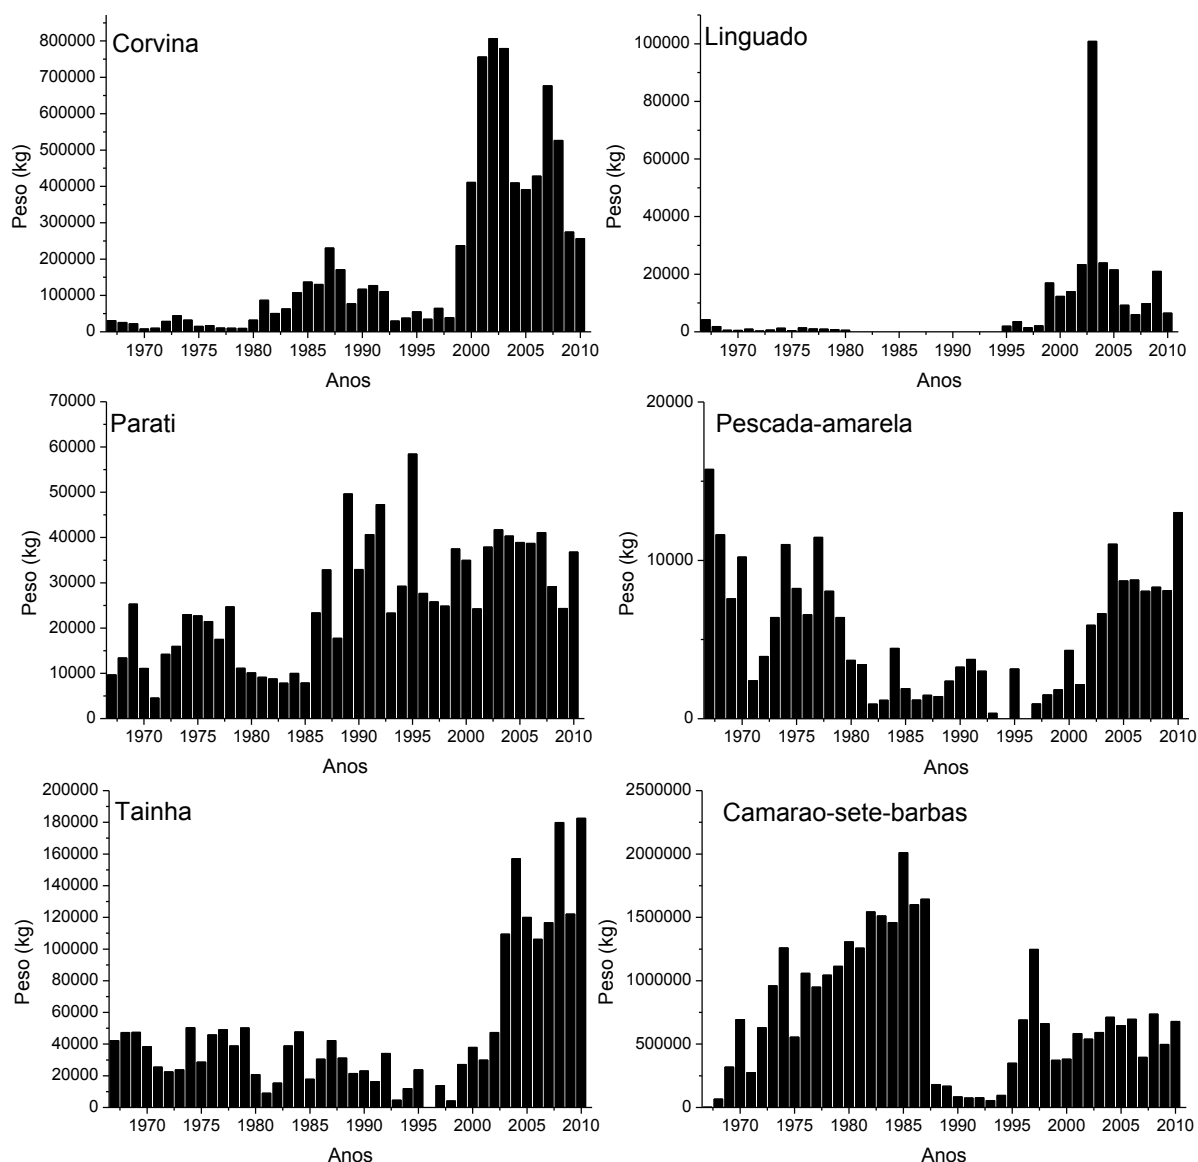 Corvina
800000
700000
600000
500000
400000
300000
200000
100000
0
Peso (kg)
1970 1975 1980 1985 1990 1995 2000 2005 2010
Anos
Linguado
100000
80000
60000
40000
20000
0
Peso (kg)
1970 1975 1980 1985 1990 1995 2000 2005 2010
Anos
Parati
70000
60000
50000
40000
30000
20000
10000
0
Peso (kg)
1970 1975 1980 1985 1990 1995 2000 2005 2010
Anos
Pescada-amarela
20000
10000
0
Peso (kg)
1970 1975 1980 1985 1990 1995 2000 2005 2010
Anos
Tainha
200000
180000
160000
140000
120000
100000
80000
60000
40000
20000
0
Peso (kg)
1970 1975 1980 1985 1990 1995 2000 2005 2010
Anos
Camarao-sete-barbas
2500000
2000000
1500000
1000000
500000
0
Peso (kg)
1970 1975 1980 1985 1990 1995 2000 2005 2010
Anos